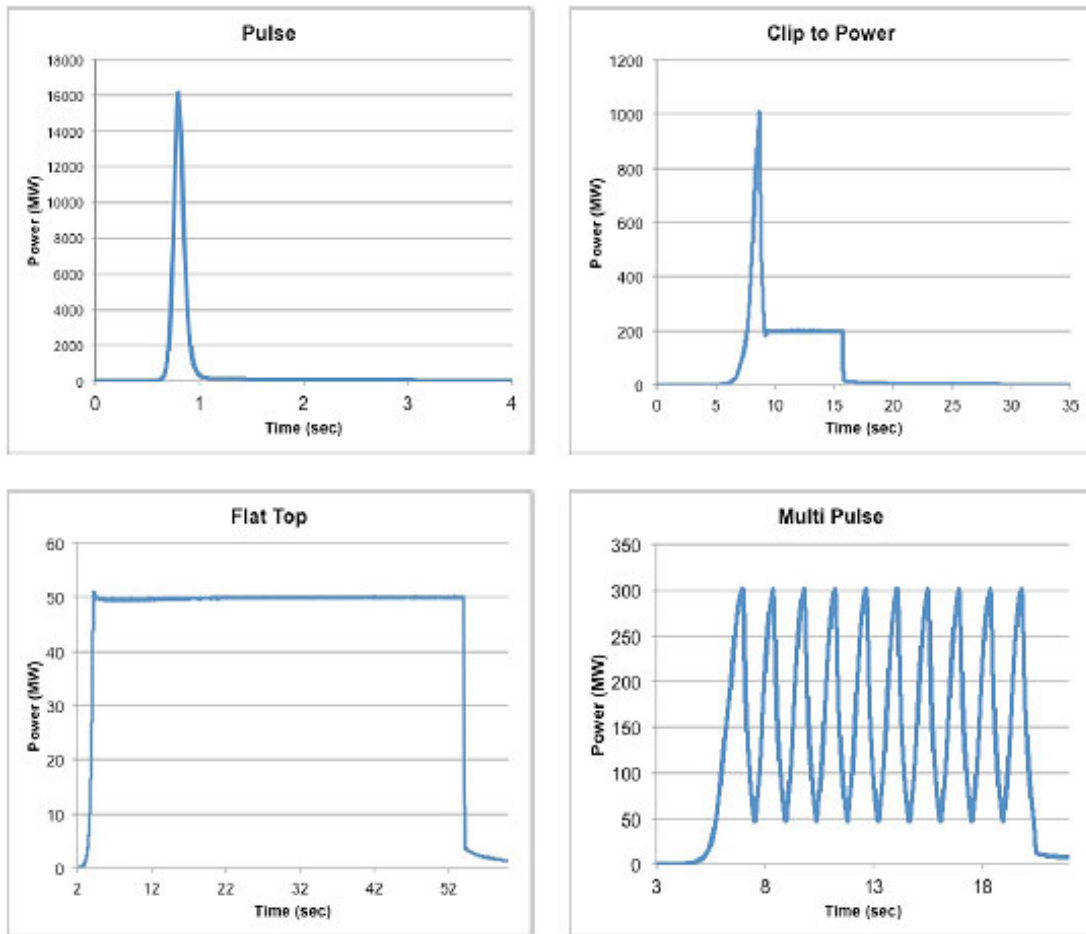 Pulse
Power (MW)
18000
16000
14000
12000
10000
8000
6000
4000
2000
0
0 1 2 3 4
Time (sec)
Clip to Power
Power (MW)
1200
1000
800
600
400
200
0
0 5 10 15 20 25 30 35
Time (sec)
Flat Top
Power (MW)
60
50
40
30
20
10
0
2 12 22 32 42 52
Time (sec)
Multi Pulse
Power (MW)
350
300
250
200
150
100
50
0
3 8 13 18
Time (sec)